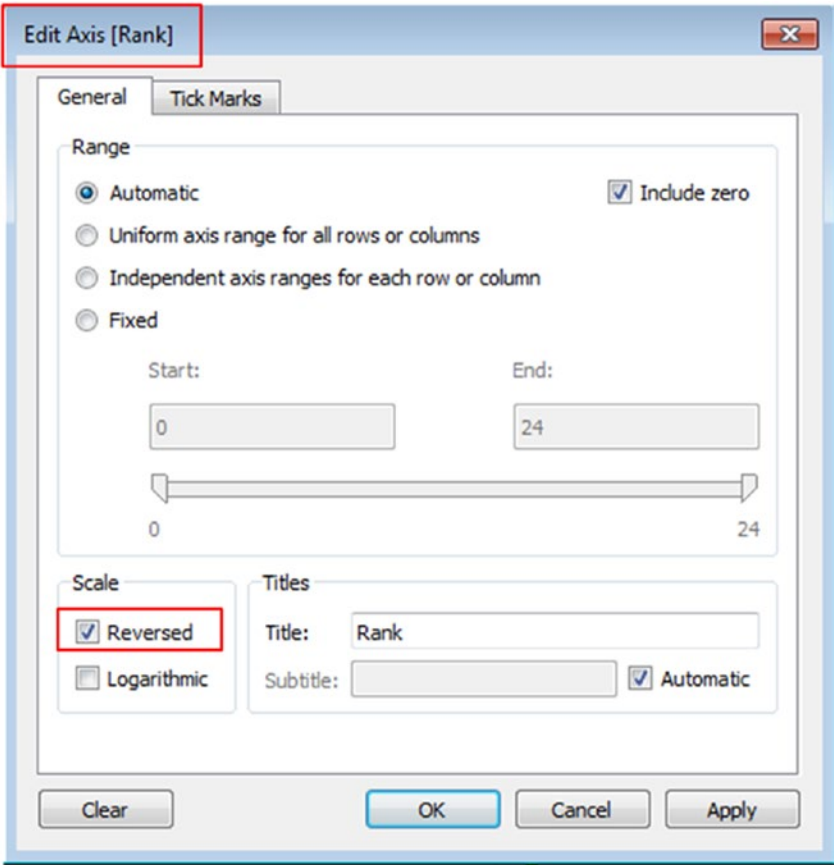 Edit Axis [Rank]
General Tick Marks
Range
Automatic Include zero
Uniform axis range for all rows or columns
Independent axis ranges for each row or column
Fixed
Start: End:
0 24
0 24
Scale Titles
Reversed Title: Rank
Logarithmic Subtitle: Automatic
Clear OK Cancel Apply